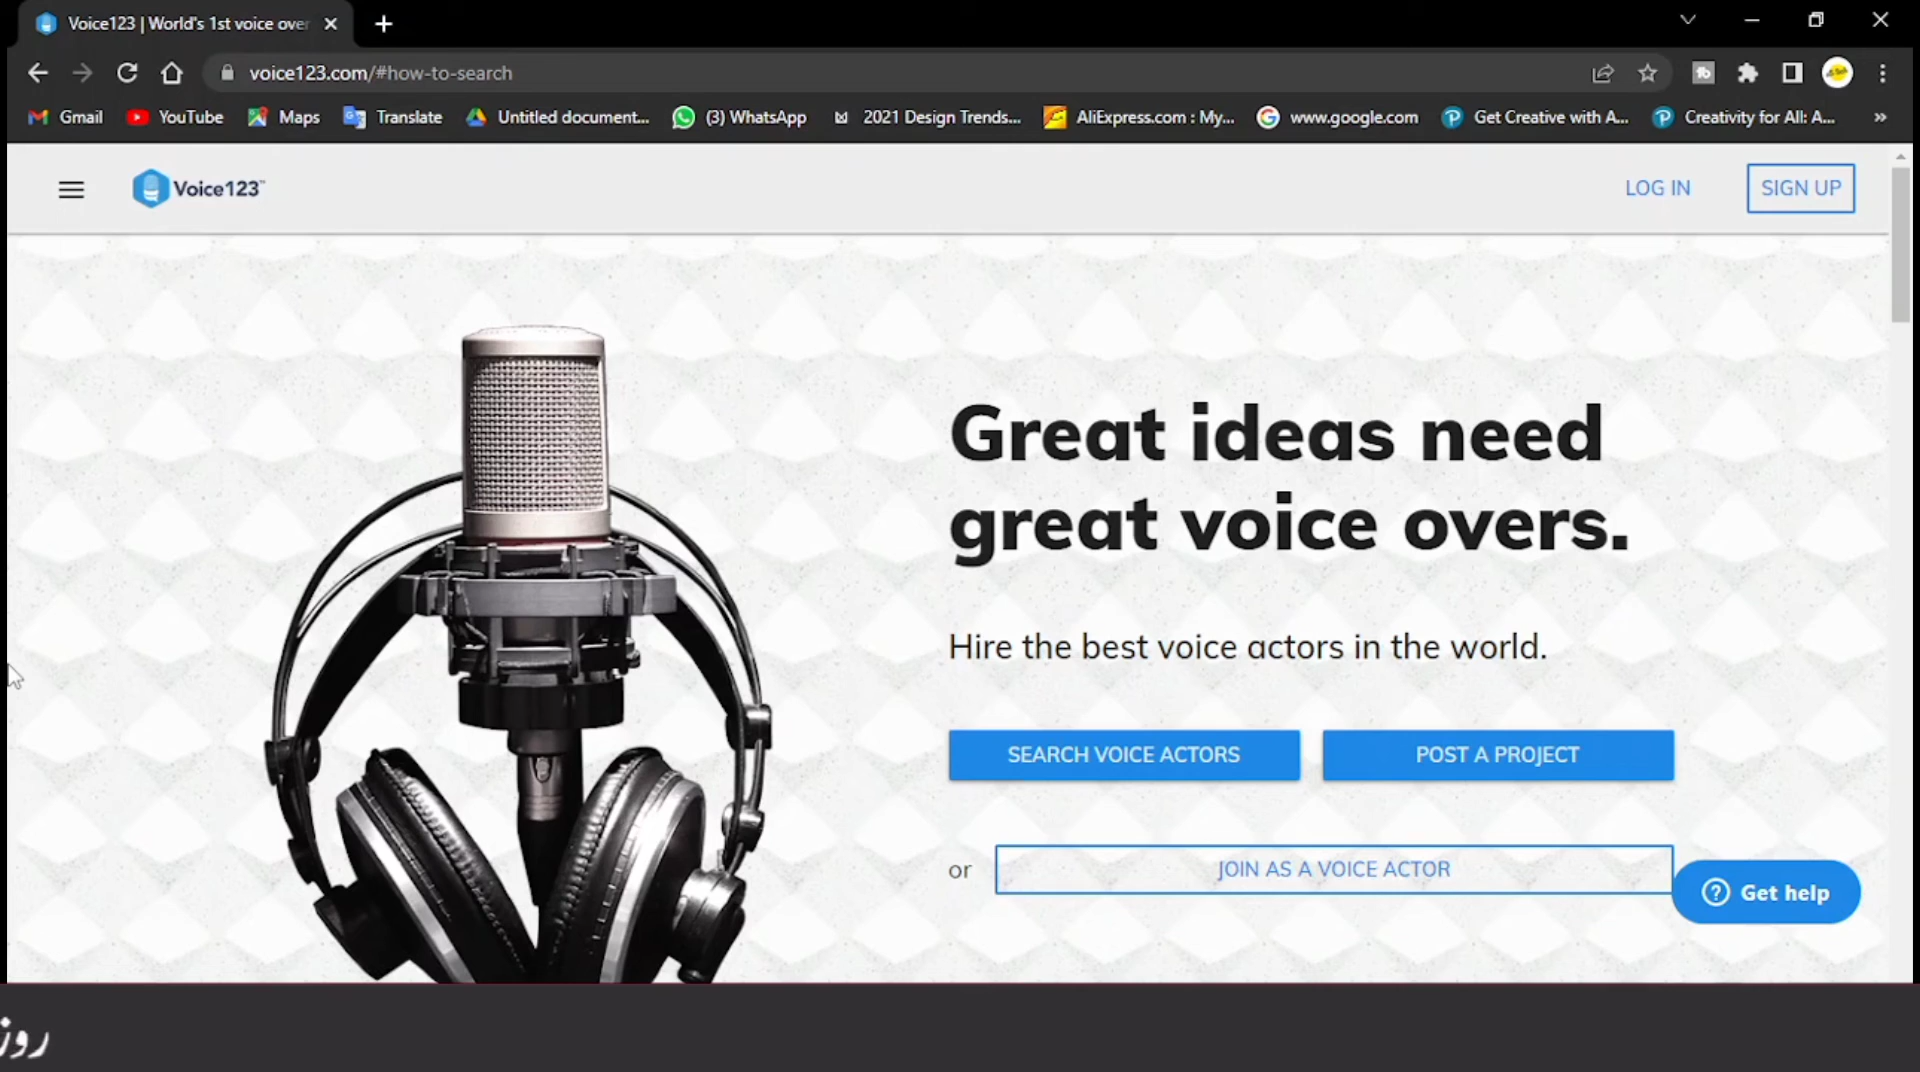 Voice123 | World's 1st voice over
voice123.com/#how-to-search
Gmail YouTube Maps Translate Untitled document... (3) WhatsApp 2021 Design Trends... AliExpress.com : My... www.google.com Get Creative with A... Creativity for All: A... »
Voice123™ LOG IN SIGN UP
Great ideas need
great voice overs.
Hire the best voice actors in the world.
SEARCH VOICE ACTORS POST A PROJECT
or JOIN AS A VOICE ACTOR
Get help
روز